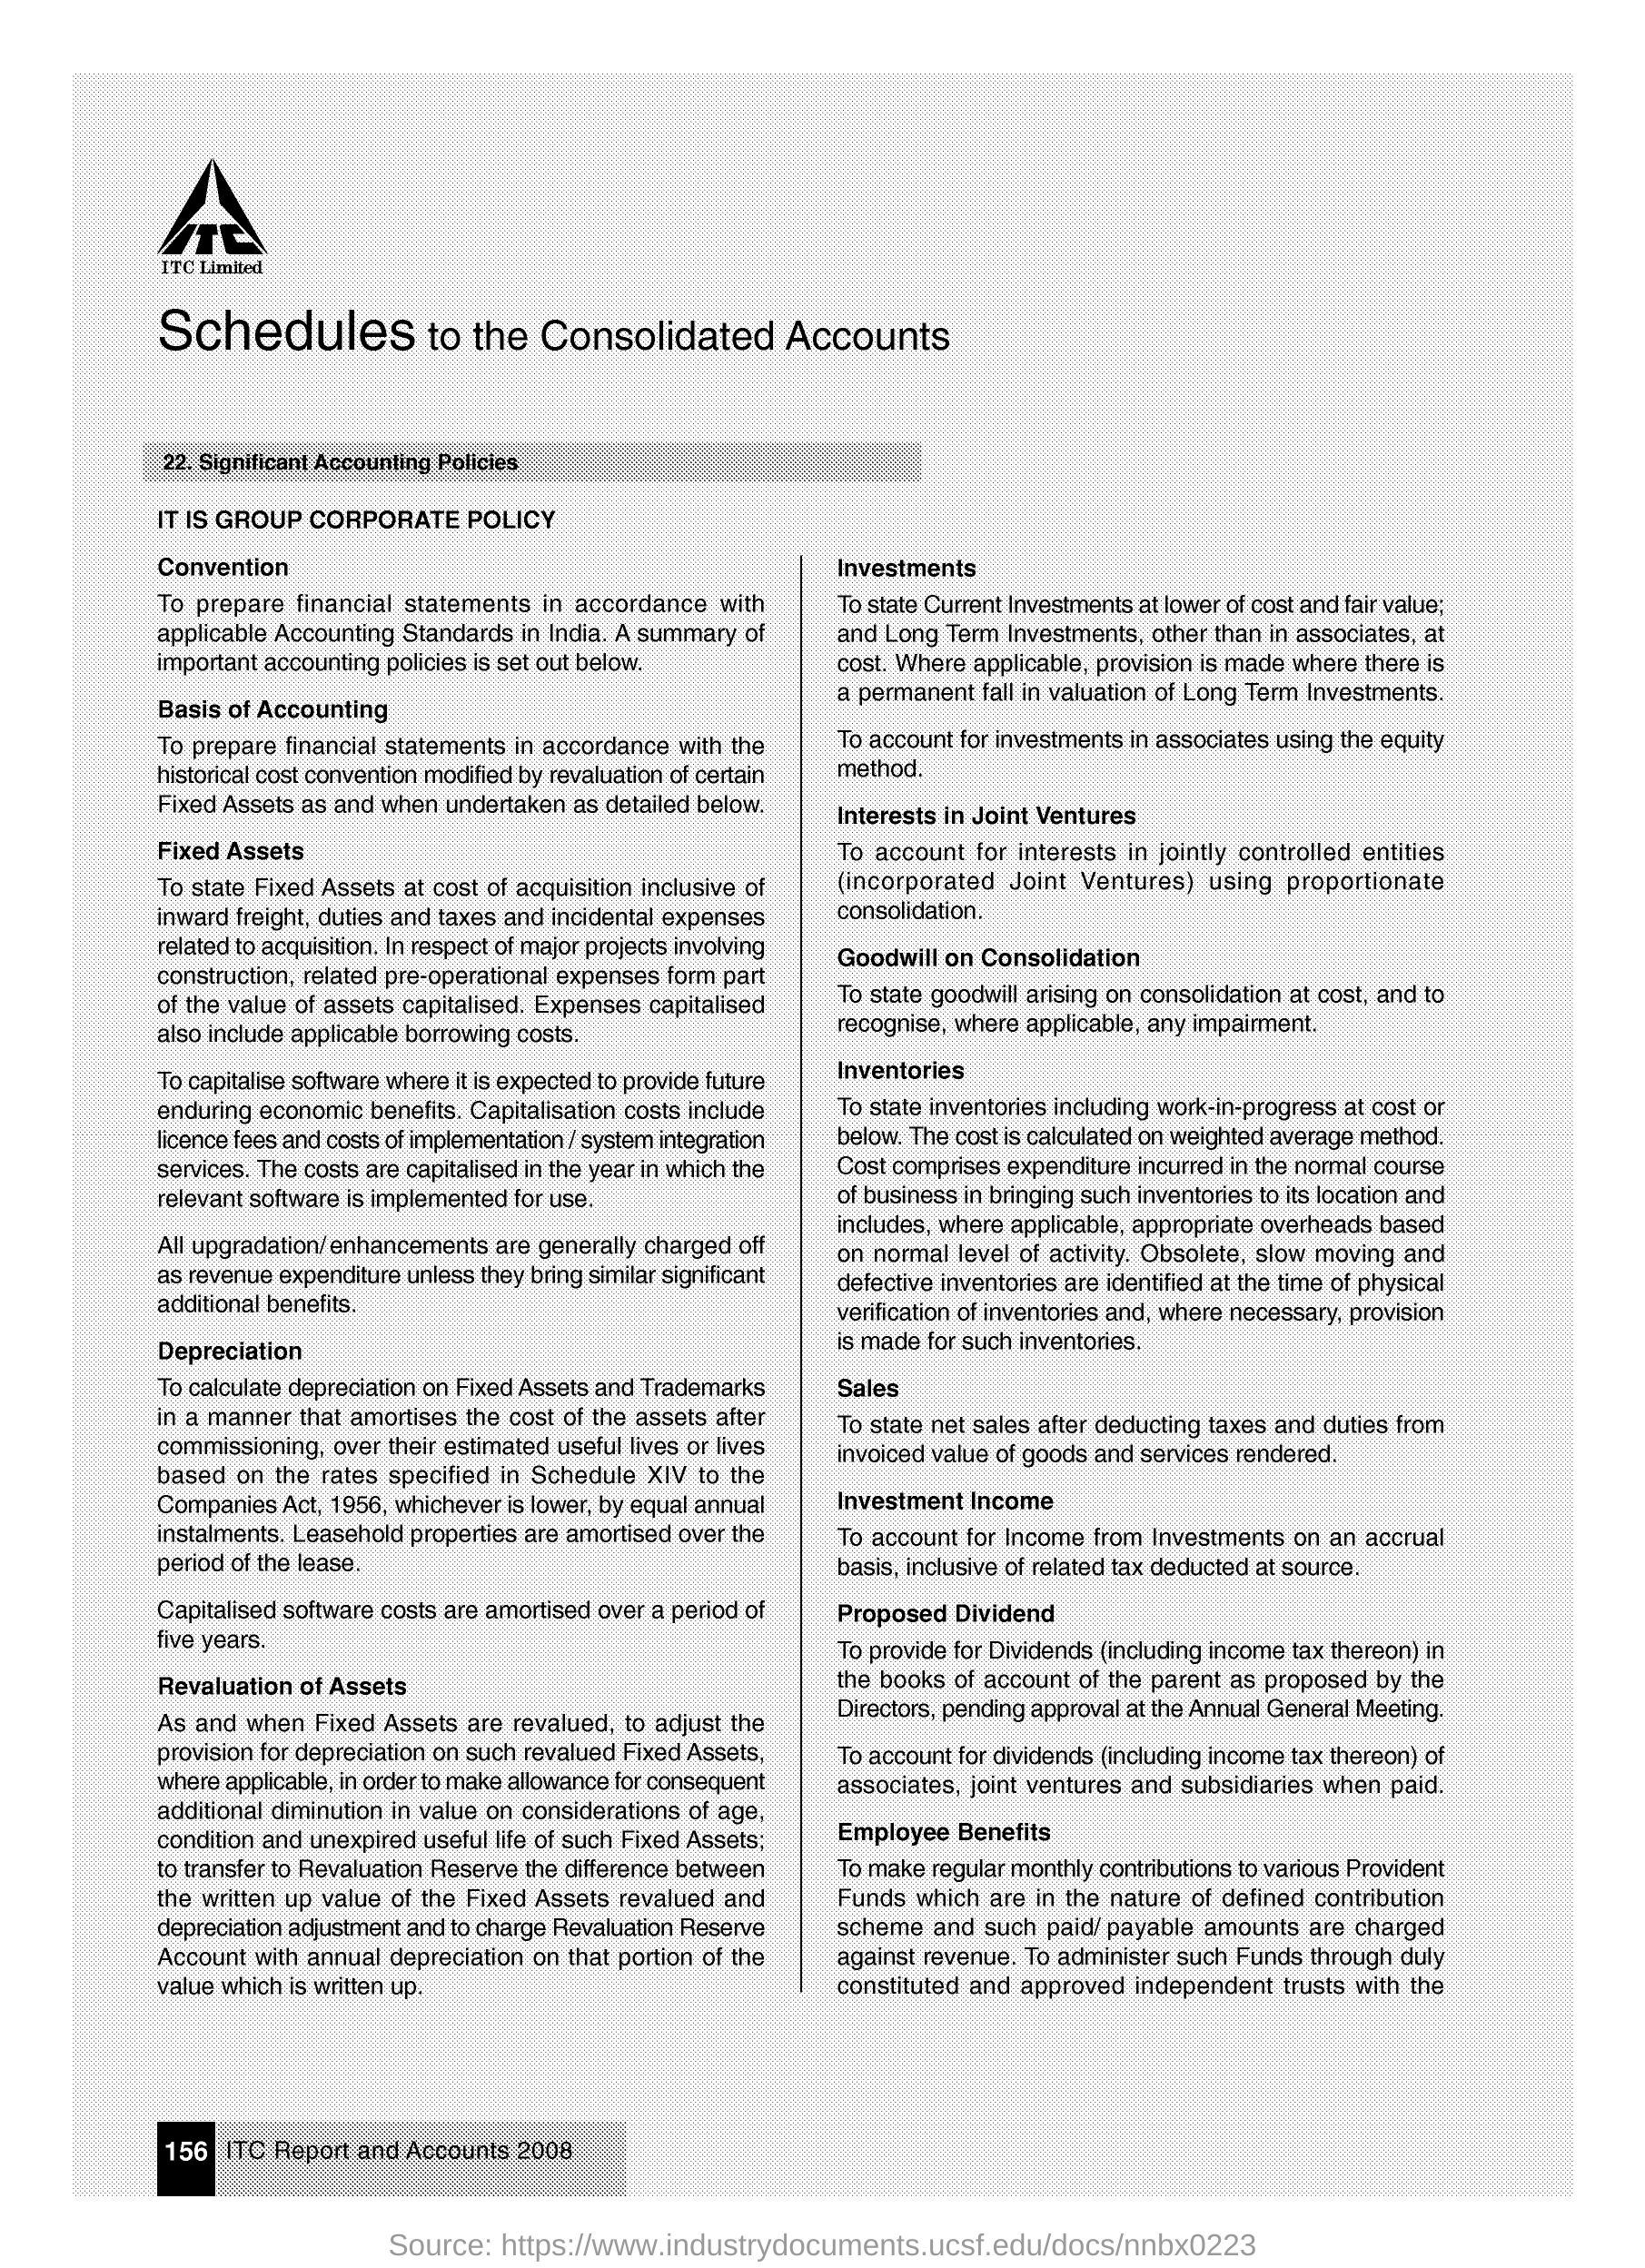 ITC
ITC Limited
Schedules to the Consolidated Accounts
22. Significant Accounting Policies
IT IS GROUP CORPORATE POLICY
Convention
To prepare financial statements in accordance with
applicable Accounting Standards in India. A summary of
important accounting policies is set out below.
Basis of Accounting
To prepare financial statements in accordance with the
historical cost convention modified by revaluation of certain
Fixed Assets as and when undertaken as detailed below.
Fixed Assets
To state Fixed Assets at cost of acquisition inclusive of
inward freight, duties and taxes and incidental expenses
related to acquisition. In respect of major projects involving
construction, related pre-operational expenses form part
of the value of assets capitalised. Expenses capitalised
also include applicable borrowing costs.
To capitalise software where it is expected to provide future
enduring economic benefits. Capitalisation costs include
licence fees and costs of implementation / system integration
services. The costs are capitalised in the year in which the
relevant software is implemented for use.
All upgradation/ enhancements are generally charged off
as revenue expenditure unless they bring similar significant
additional benefits.
Depreciation
To calculate depreciation on Fixed Assets and Trademarks
in a manner that amortises the cost of the assets after
commissioning, over their estimated useful lives or lives
based on the rates specified in Schedule XIV to the
Companies Act, 1956, whichever is lower, by equal annual
instalments. Leasehold properties are amortised over the
period of the lease.
Capitalised software costs are amortised over a period of
five years.
Revaluation of Assets
As and when Fixed Assets are revalued, to adjust the
provision for depreciation on such revalued Fixed Assets,
where applicable, in order to make allowance for consequent
additional diminution in value on considerations of age,
condition and unexpired useful life of such Fixed Assets;
to transfer to Revaluation Reserve the difference between
the written up value of the Fixed Assets revalued and
depreciation adjustment and to charge Revaluation Reserve
Account with annual depreciation on that portion of the
value which is written up.
Investments
To state Current Investments at lower of cost and fair value;
and Long Term Investments, other than in associates, at
cost. Where applicable, provision is made where there is
a permanent fall in valuation of Long Term Investments.
To account for investments in associates using the equity
method.
Interests in Joint Ventures
To account for interests in jointly controlled entities
(incorporated Joint Ventures) using proportionate
consolidation.
Goodwill on Consolidation
To state goodwill arising on consolidation at cost, and to
recognise, where applicable, any impairment.
Inventories
To state inventories including work-in-progress at cost or
below. The cost is calculated on weighted average method.
Cost comprises expenditure incurred in the normal course
of business in bringing such inventories to its location and
includes, where applicable, appropriate overheads based
on normal level of activity. Obsolete, slow moving and
defective inventories are identified at the time of physical
verification of inventories and, where necessary, provision
is made for such inventories.
Sales
To state net sales after deducting taxes and duties from
invoiced value of goods and services rendered.
Investment Income
To account for Income from Investments on an accrual
basis, inclusive of related tax deducted at source.
Proposed Dividend
To provide for Dividends (including income tax thereon) in
the books of account of the parent as proposed by the
Directors, pending approval at the Annual General Meeting.
To account for dividends (including income tax thereon) of
associates, joint ventures and subsidiaries when paid.
Employee Benefits
To make regular monthly contributions to various Provident
Funds which are in the nature of defined contribution
scheme and such paid/ payable amounts are charged
against revenue. To administer such Funds through duly
constituted and approved independent trusts with the
156 ITC Report and Accounts 2008
Source: https://www.industrydocuments.ucsf.edu/docs/nnbx0223